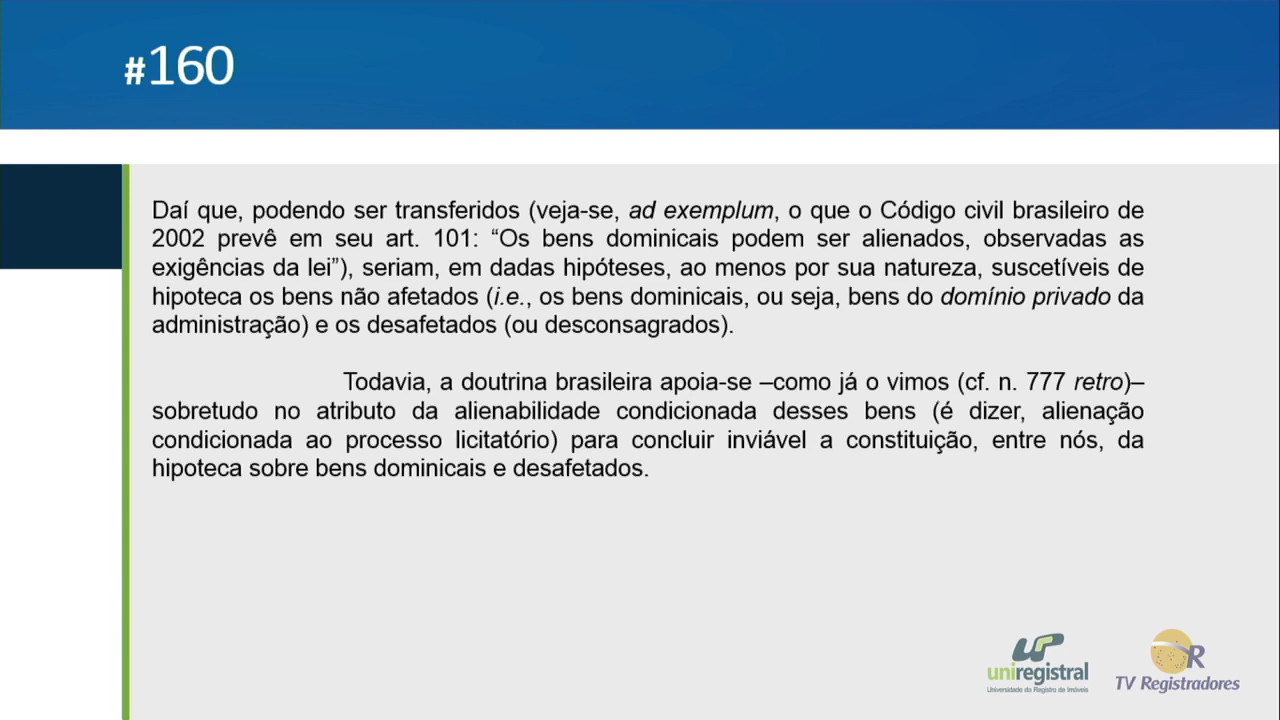 #160
Daí que, podendo ser transferidos (veja-se, ad exemplum, o que o Código civil brasileiro de
2002 prevê em seu art. 101: “Os bens dominicais podem ser alienados, observadas as
exigências da lei”), seriam, em dadas hipóteses, ao menos por sua natureza, suscetíveis de
hipoteca os bens não afetados (i.e., os bens dominicais, ou seja, bens do domínio privado da
administração) e os desafetados (ou desconsagrados).
Todavia, a doutrina brasileira apoia-se –como já o vimos (cf. n. 777 retro)–
sobretudo no atributo da alienabilidade condicionada desses bens (é dizer, alienação
condicionada ao processo licitatório) para concluir inviável a constituição, entre nós, da
hipoteca sobre bens dominicais e desafetados.
uniregistral
Universidade do Registro de Imóveis
R
TV Registradores